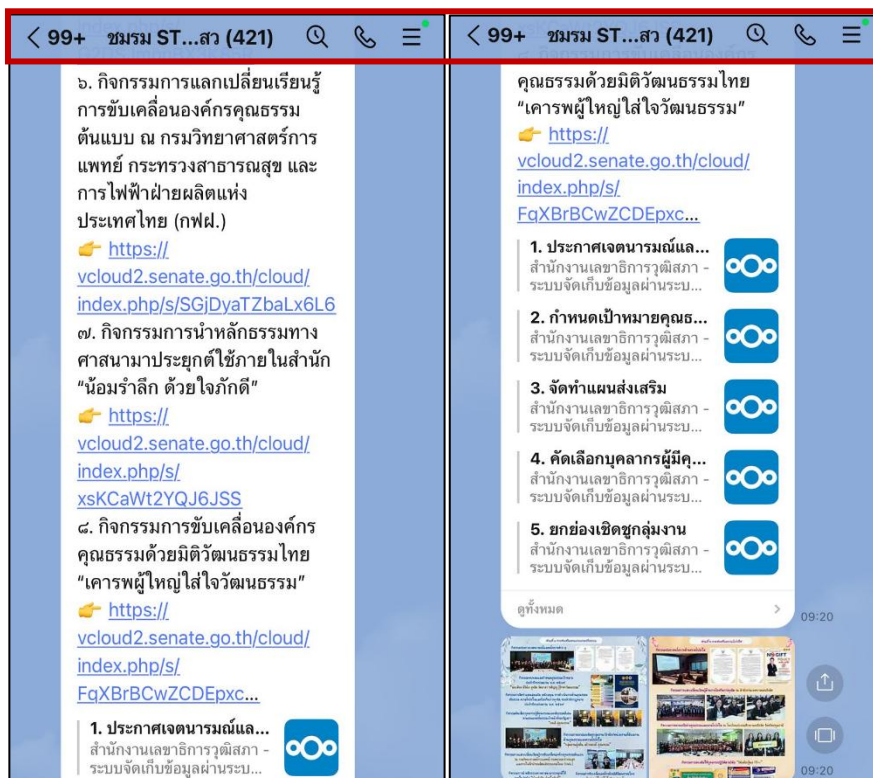 99+ ชมรม ST...สว (421)
๖. กิจกรรมการแลกเปลี่ยนเรียนรู้
การขับเคลื่อนองค์กรคุณธรรม
ต้นแบบ ณ กรมวิทยาศาสตร์การ
แพทย์ กระทรวงสาธารณสุข และ
การไฟฟ้าฝ่ายผลิตแห่ง
ประเทศไทย (กฟผ.)
👉 https://
vcloud2.senate.go.th/cloud/
index.php/s/SGjDyaTZbaLx6L6
๗. กิจกรรมการนำหลักธรรมทาง
ศาสนามาประยุกต์ใช้ภายในสำนัก
“น้อมรำลึก ด้วยใจภักดี”
👉 https://
vcloud2.senate.go.th/cloud/
index.php/s/
xsKCaWt2YQJ6JSS
๘. กิจกรรมการขับเคลื่อนองค์กร
คุณธรรมด้วยมิติวัฒนธรรมไทย
“เคารพผู้ใหญ่ใส่ใจวัฒนธรรม”
👉 https://
vcloud2.senate.go.th/cloud/
index.php/s/
FqXBrBCwZCDEpxc...
1. ประกาศเจตนารมณ์แล...
สำนักงานเลขาธิการวุฒิสภา -
ระบบจัดเก็บข้อมูลผ่านระบ...
99+ ชมรม ST...สว (421)
๘. กิจกรรมการขับเคลื่อนองค์กร
คุณธรรมด้วยมิติวัฒนธรรมไทย
“เคารพผู้ใหญ่ใส่ใจวัฒนธรรม”
👉 https://
vcloud2.senate.go.th/cloud/
index.php/s/
FqXBrBCwZCDEpxc...
1. ประกาศเจตนารมณ์แล...
สำนักงานเลขาธิการวุฒิสภา -
ระบบจัดเก็บข้อมูลผ่านระบ...
2. กำหนดเป้าหมายคุณธ...
สำนักงานเลขาธิการวุฒิสภา -
ระบบจัดเก็บข้อมูลผ่านระบ...
3. จัดทำแผนส่งเสริม
สำนักงานเลขาธิการวุฒิสภา -
ระบบจัดเก็บข้อมูลผ่านระบ...
4. คัดเลือกบุคลากรผู้มีคุ...
สำนักงานเลขาธิการวุฒิสภา -
ระบบจัดเก็บข้อมูลผ่านระบ...
5. ยกย่องเชิดชูกลุ่มงาน
สำนักงานเลขาธิการวุฒิสภา -
ระบบจัดเก็บข้อมูลผ่านระบ...
ดูทั้งหมด
09:20
09:20